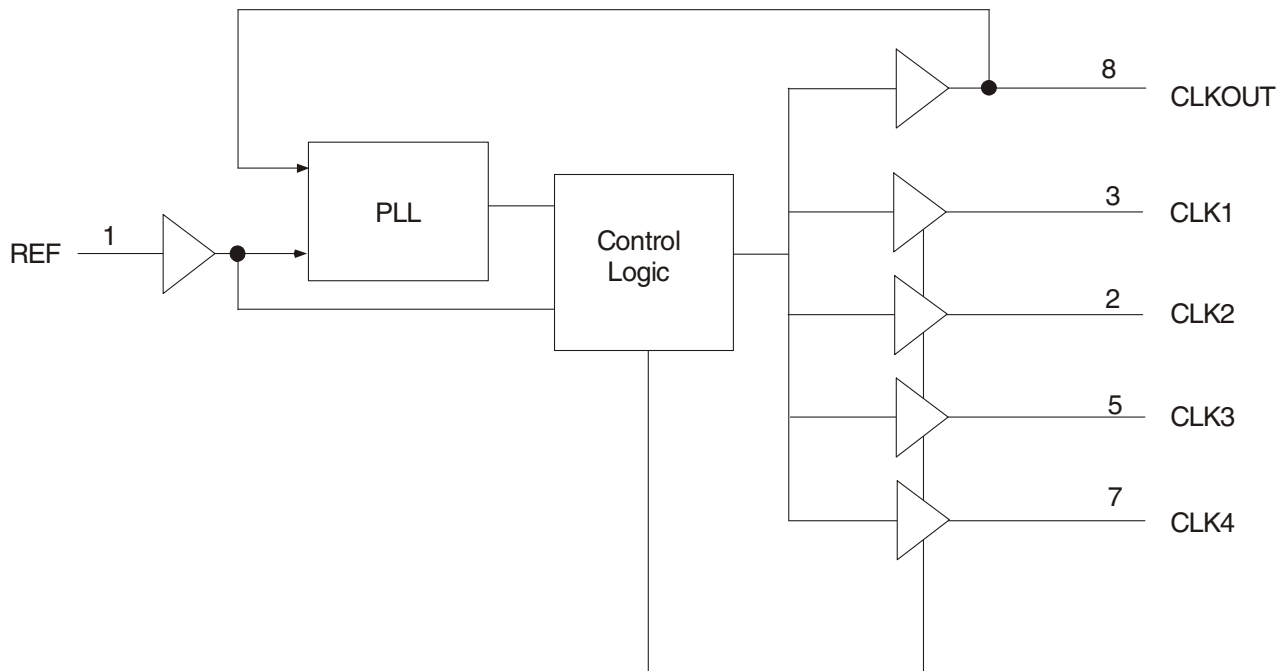 8
CLKOUT
PLL
3
CLK1
REF
1
Control
Logic
2
CLK2
5
CLK3
7
CLK4